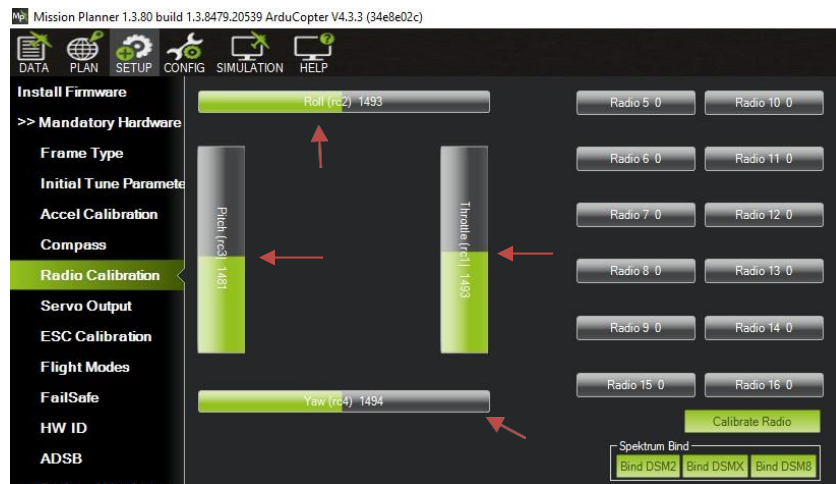 Mission Planner 1.3.80 build 1.3.8479.20539 ArduCopter V4.3.3 (34e8e02c)
DATA PLAN SETUP CONFIG SIMULATION HELP
Install Firmware
>> Mandatory Hardware
Frame Type
Initial Tune Paramete
Accel Calibration
Compass
Radio Calibration
Servo Output
ESC Calibration
Flight Modes
FailSafe
HW ID
ADSB
Roll (rc2) 1493
Pitch (rc3) 1481
Throttle (rc1) 1493
Yaw (rc4) 1494
Radio 5 0 Radio 10 0
Radio 6 0 Radio 11 0
Radio 7 0 Radio 12 0
Radio 8 0 Radio 13 0
Radio 9 0 Radio 14 0
Radio 15 0 Radio 16 0
Calibrate Radio
Spektrum Bind
Bind DSM2 Bind DSMX Bind DSM8